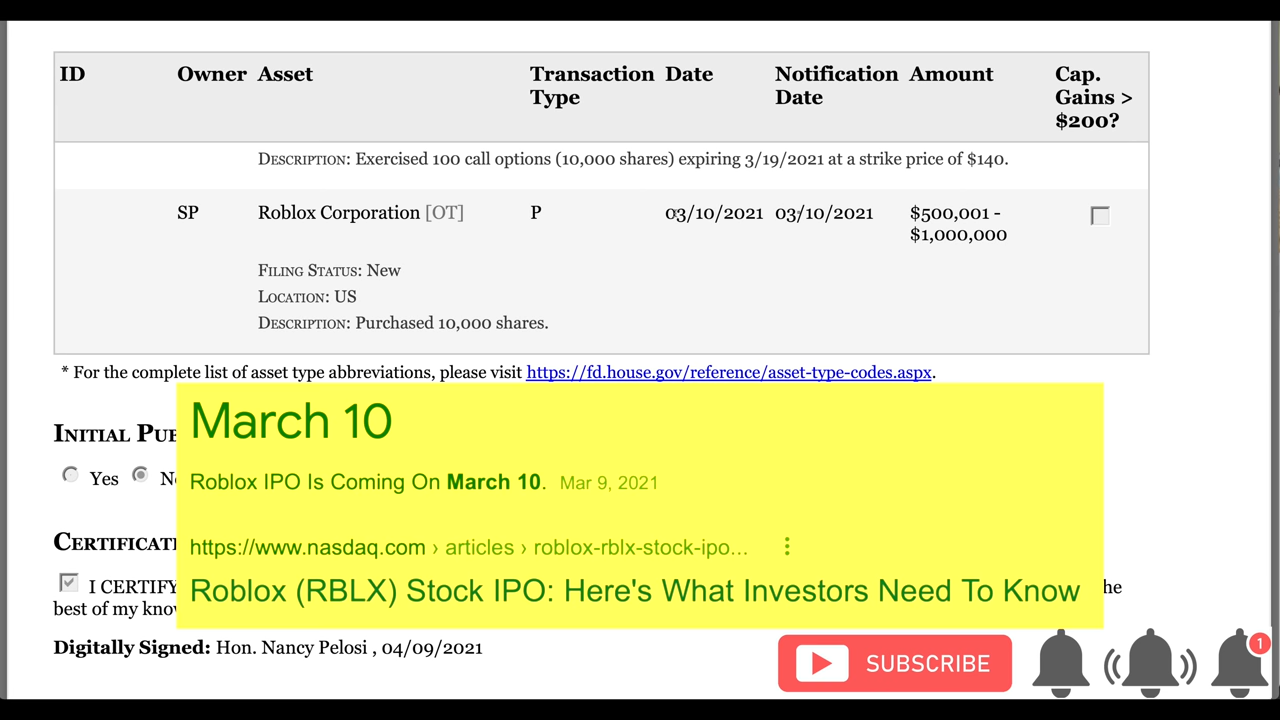 ID Owner Asset Transaction Type Date Notification Date Amount Cap. Gains > $200?
DESCRIPTION: Exercised 100 call options (10,000 shares) expiring 3/19/2021 at a strike price of $140.
SP Roblox Corporation [OT] P 03/10/2021 03/10/2021 $500,001 - $1,000,000
FILING STATUS: New
LOCATION: US
DESCRIPTION: Purchased 10,000 shares.
* For the complete list of asset type abbreviations, please visit https://fd.house.gov/reference/asset-type-codes.aspx.
INITIAL
March 10
Yes
Roblox IPO Is Coming On March 10. Mar 9, 2021
https://www.nasdaq.com › articles › roblox-rblx-stock-ipo...
I CERTIFY
Roblox (RBLX) Stock IPO: Here's What Investors Need To Know
best of my
Digitally Signed: Hon. Nancy Pelosi , 04/09/2021
SUBSCRIBE
1